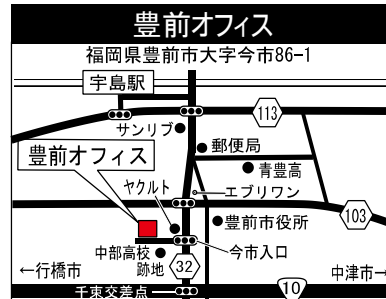 豊前オフィス
福岡県豊前市大字今市86-1
宇島駅
113
サンリブ
郵便局
豊前オフィス
青豊高
ヤクルト
エブリワン
103
豊前市役所
中部高校
跡地
今市入口
32
←行橋市
中津市→
10
千束交差点